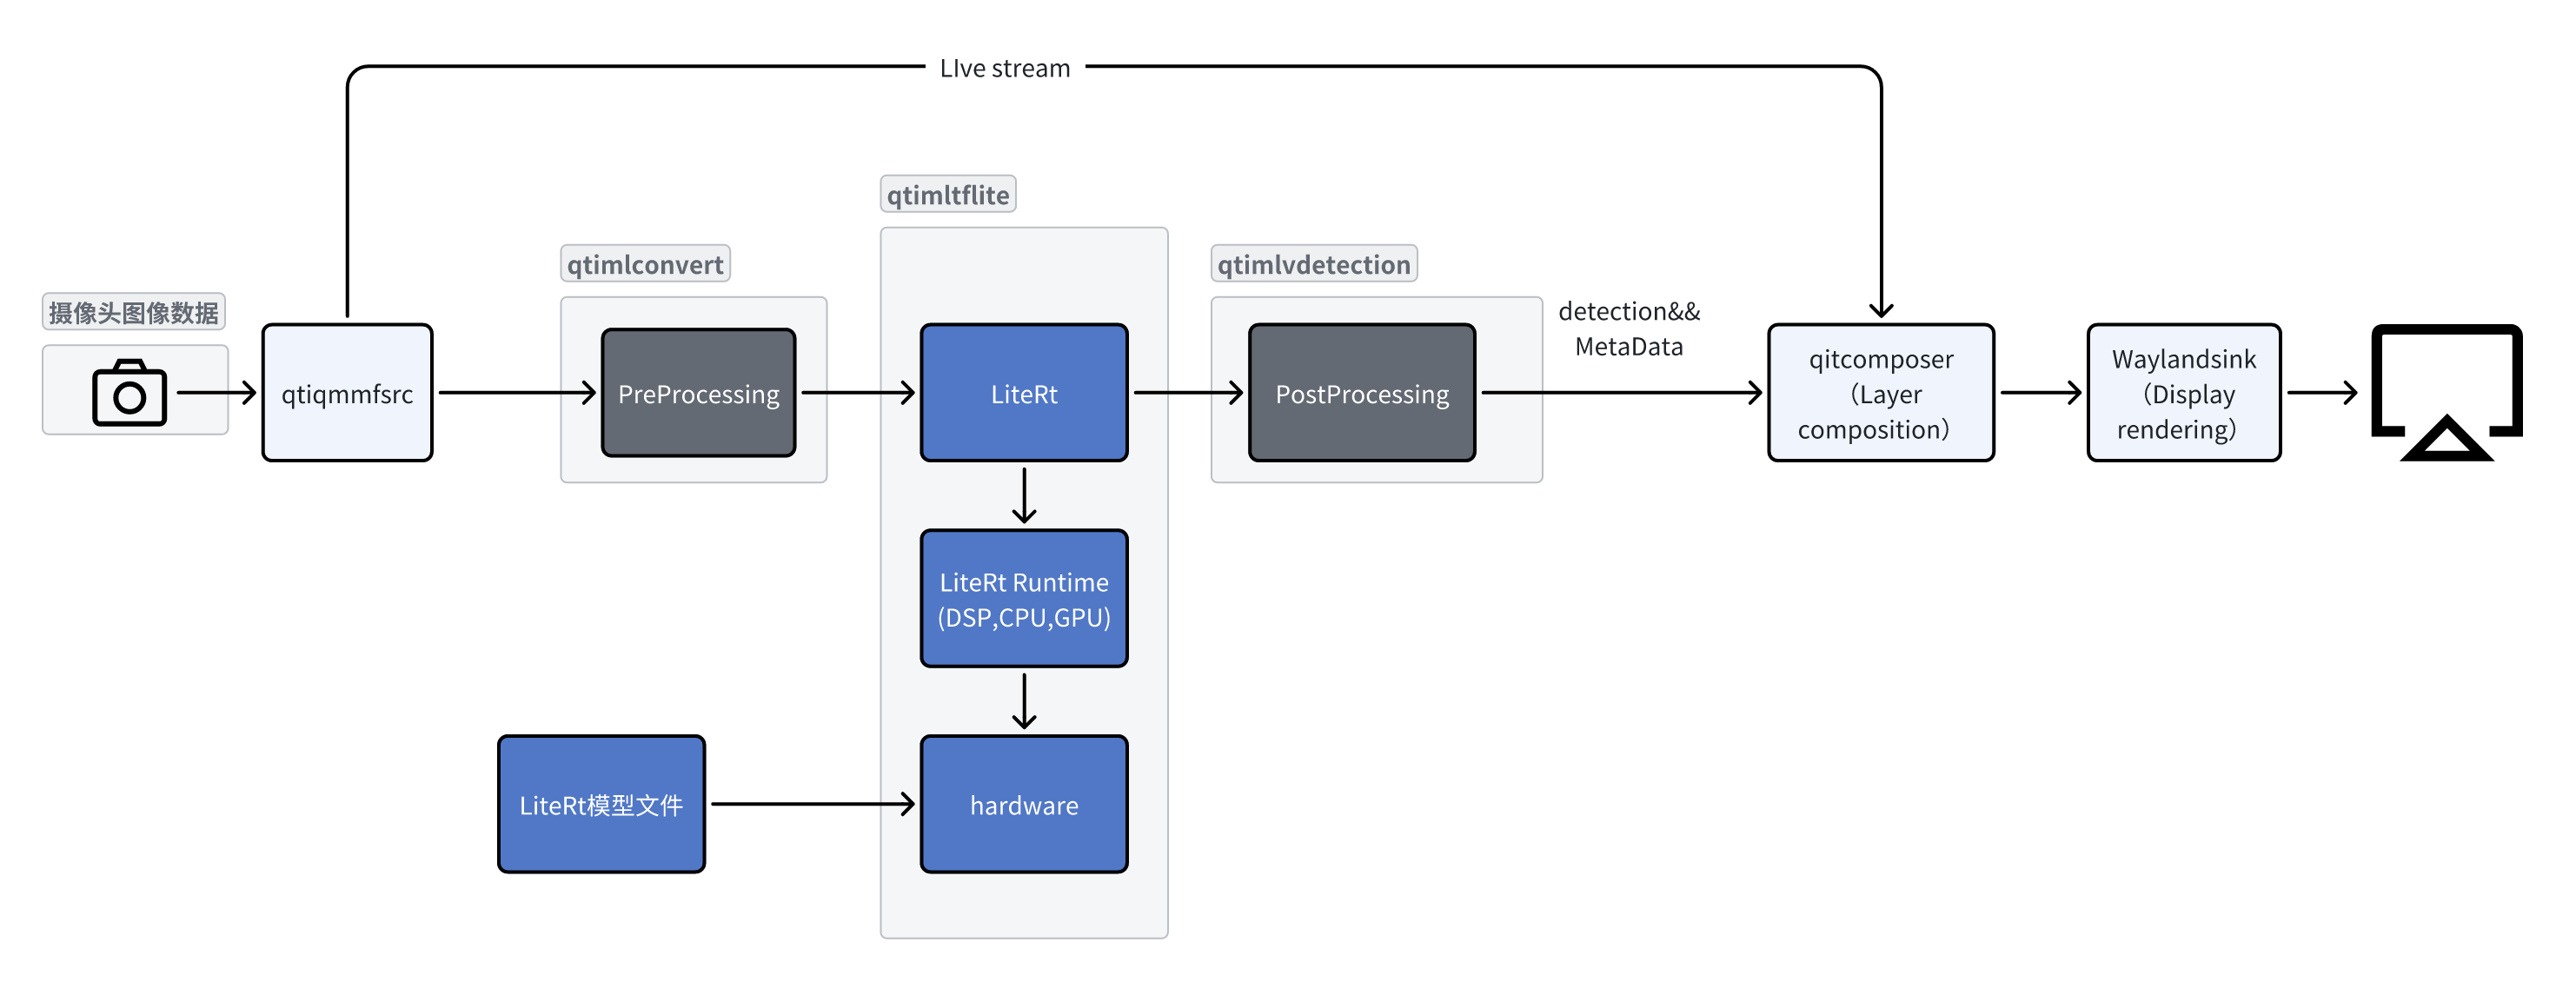 LIve stream
qtimltflite
qtimlconvert
qtimlvdetection
摄像头图像数据
detection&&
MetaData
qtiqmmfsrc
PreProcessing
LiteRt
PostProcessing
qitcomposer
（Layer
composition）
Waylandsink
（Display
rendering）
LiteRt Runtime
(DSP,CPU,GPU)
LiteRt模型文件
hardware